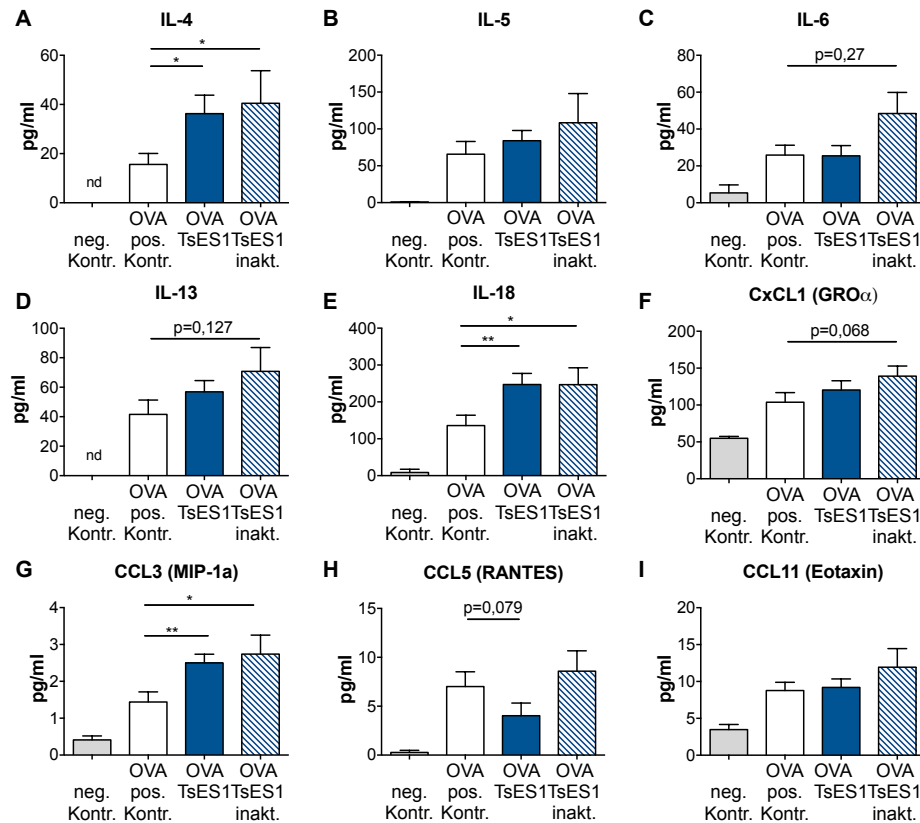 A
IL-4
pg/ml
60
40
20
0
nd
*
*
neg.
Kontr.
OVA
pos.
Kontr.
OVA
TsES1
OVA
TsES1
inakt.
B
IL-5
pg/ml
200
150
100
50
0
neg.
Kontr.
OVA
pos.
Kontr.
OVA
TsES1
OVA
TsES1
inakt.
C
IL-6
pg/ml
80
60
40
20
0
p=0,27
neg.
Kontr.
OVA
pos.
Kontr.
OVA
TsES1
OVA
TsES1
inakt.
D
IL-13
pg/ml
100
80
60
40
20
0
nd
p=0,127
neg.
Kontr.
OVA
pos.
Kontr.
OVA
TsES1
OVA
TsES1
inakt.
E
IL-18
pg/ml
400
300
200
100
0
*
**
neg.
Kontr.
OVA
pos.
Kontr.
OVA
TsES1
OVA
TsES1
inakt.
F
CxCL1 (GROα)
pg/ml
200
150
100
50
0
p=0,068
neg.
Kontr.
OVA
pos.
Kontr.
OVA
TsES1
OVA
TsES1
inakt.
G
CCL3 (MIP-1a)
pg/ml
4
3
2
1
0
*
**
neg.
Kontr.
OVA
pos.
Kontr.
OVA
TsES1
OVA
TsES1
inakt.
H
CCL5 (RANTES)
pg/ml
15
10
5
0
p=0,079
neg.
Kontr.
OVA
pos.
Kontr.
OVA
TsES1
OVA
TsES1
inakt.
I
CCL11 (Eotaxin)
pg/ml
20
15
10
5
0
neg.
Kontr.
OVA
pos.
Kontr.
OVA
TsES1
OVA
TsES1
inakt.